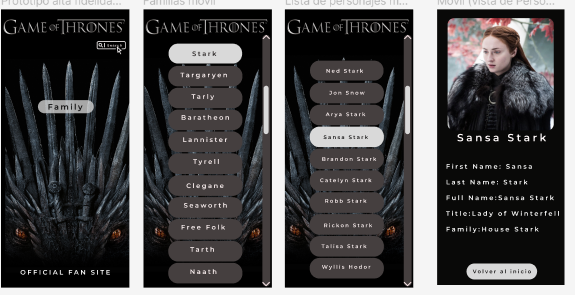 Prototipo alta fidelida...
Familias móvil
Lista de personajes m...
Móvil (Vista de Perso...
GAME OF THRONES
Search
Family
OFFICIAL FAN SITE
GAME OF THRONES
Stark
Targaryen
Tarly
Baratheon
Lannister
Tyrell
Clegane
Seaworth
Free Folk
Tarth
Naath
GAME OF THRONES
Ned Stark
Jon Snow
Arya Stark
Sansa Stark
Brandon Stark
Catelyn Stark
Robb Stark
Rickon Stark
Talisa Stark
Wyllis Hodor
Sansa Stark
First Name: Sansa
Last Name: Stark
Full Name:Sansa Stark
Title:Lady of Winterfell
Family:House Stark
Volver al inicio